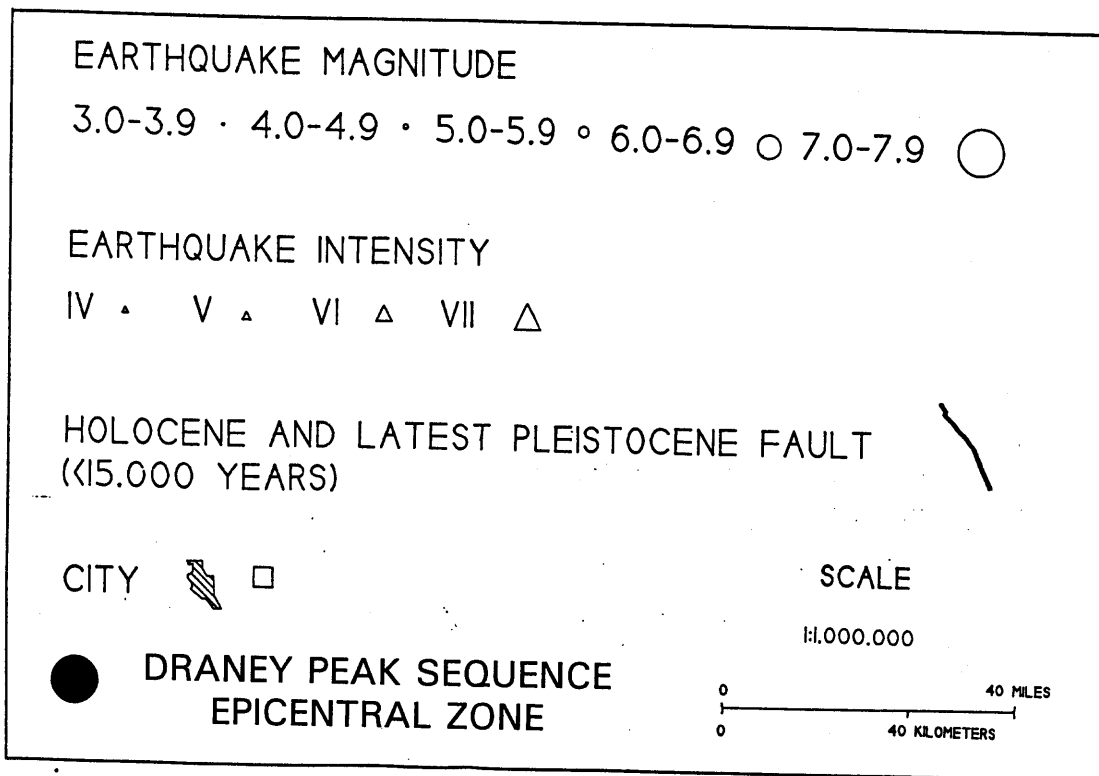 EARTHQUAKE MAGNITUDE
3.0-3.9 4.0-4.9 5.0-5.9 6.0-6.9 7.0-7.9
EARTHQUAKE INTENSITY
IV V VI VII
HOLOCENE AND LATEST PLEISTOCENE FAULT
(<15.000 YEARS)
CITY
SCALE
1:1.000.000
DRANEY PEAK SEQUENCE
EPICENTRAL ZONE
0 40 MILES
0 40 KILOMETERS